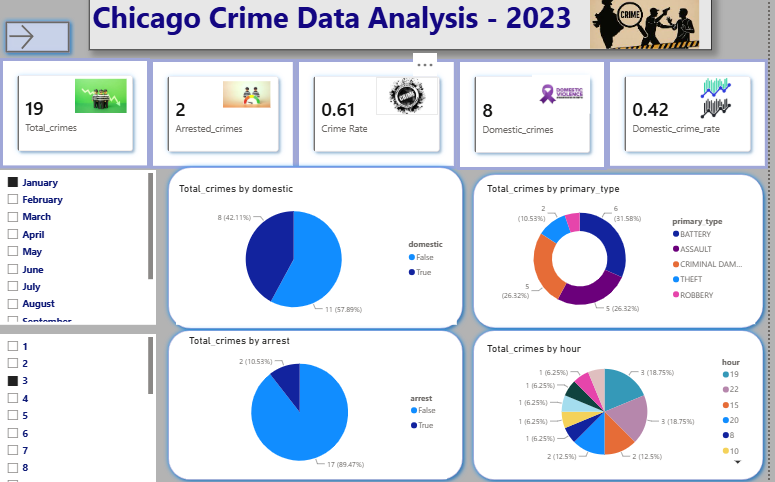 Chicago Crime Data Analysis - 2023
CRIME
19
Total_crimes
2
Arrested_crimes
0.61
Crime Rate
8
Domestic_crimes
DOMESTIC
VIOLENCE
0.42
Domestic_crime_rate
January
February
March
April
May
June
July
August
September
1
2
3
4
5
6
7
8
Total_crimes by domestic
8 (42.11%)
11 (57.89%)
domestic
False
True
Total_crimes by primary_type
2
(10.53%)
6
(31.58%)
5
(26.32%)
5 (26.32%)
primary_type
BATTERY
ASSAULT
CRIMINAL DAM...
THEFT
ROBBERY
Total_crimes by arrest
2 (10.53%)
17 (89.47%)
arrest
False
True
Total_crimes by hour
1 (6.25%)
1 (6.25%)
1 (6.25%)
1 (6.25%)
1 (6.25%)
2 (12.5%)
3 (18.75%)
3 (18.75%)
2 (12.5%)
hour
19
22
15
20
8
10